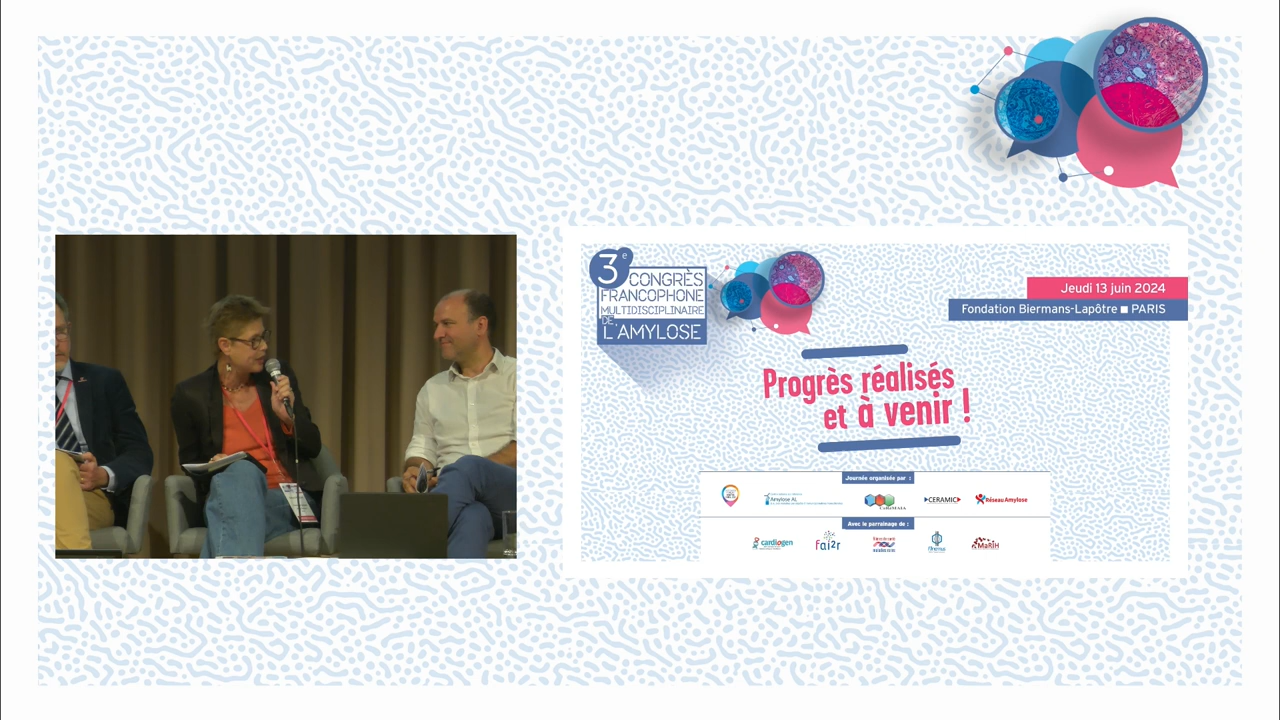 3e
CONGRÈS
FRANCOPHONE
MULTIDISCIPLINAIRE
DE
L'AMYLOSE
Jeudi 13 juin 2024
Fondation Biermans-Lapôtre ■ PARIS
Progrès réalisés
et à venir !
Journée organisée par :
Amylose AL
CERAMIC
Réseau Amylose
Avec le parrainage de :
cardiogen
fai2r
filnemus
MaRIH